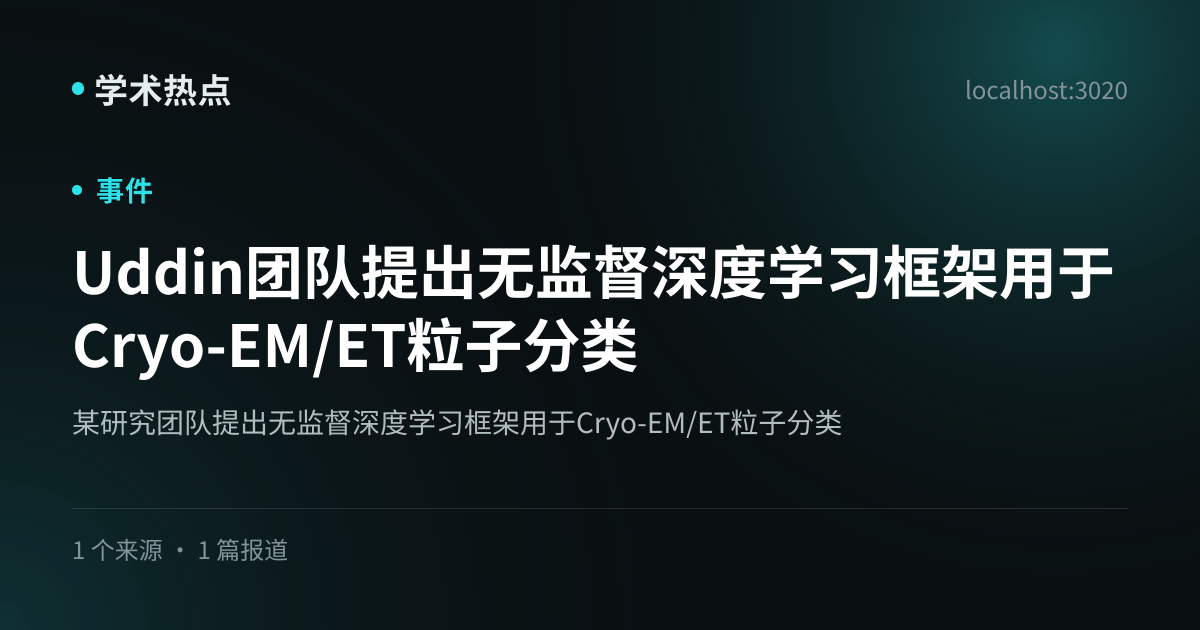 学术热点
localhost:3020
事件
Uddin团队提出无监督深度学习框架用于
Cryo-EM/ET粒子分类
某研究团队提出无监督深度学习框架用于Cryo-EM/ET粒子分类
1 个来源 · 1 篇报道